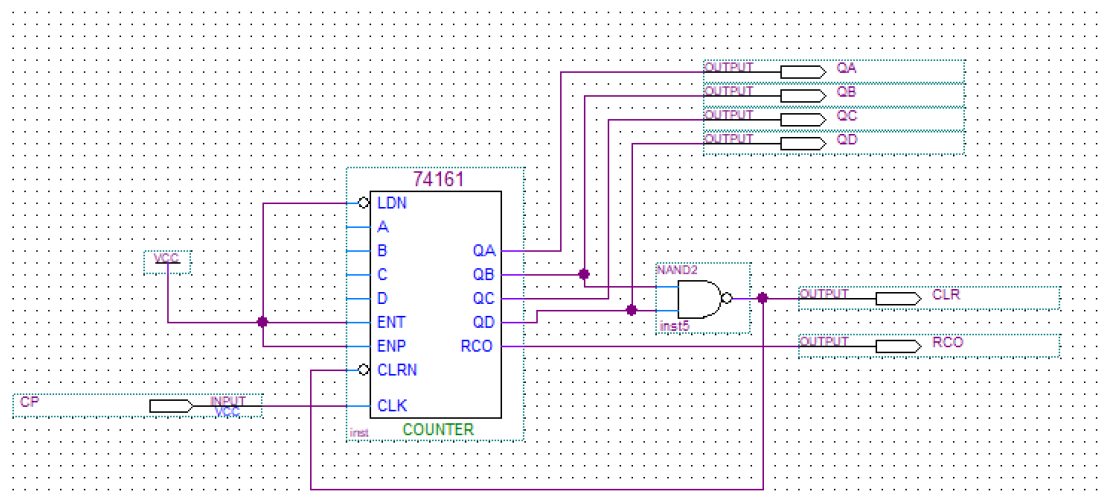 OUTPUT QA
OUTPUT QB
OUTPUT QC
OUTPUT QD
74161
LDN
A
B QA
C QB
D QC
ENT QD
ENP RCO
CLRN
CLK
COUNTER
inst
VCC
NAND2
inst5
OUTPUT CLR
OUTPUT RCO
CP INPUT
VCC